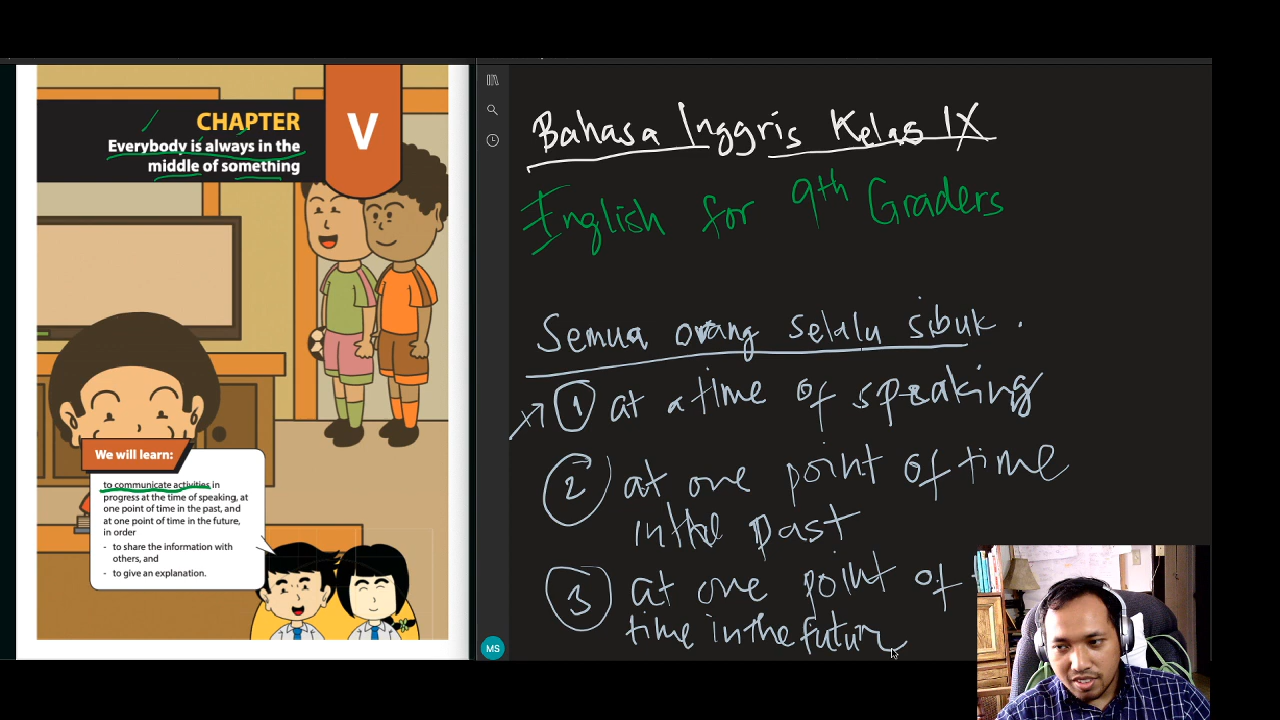 CHAPTER
V
Everybody is always in the
middle of something
We will learn:
to communicate activities in
progress at the time of speaking, at
one point of time in the past, and
at one point of time in the future,
in order
- to share the information with
others, and
- to give an explanation.
Bahasa Inggris Kelas IX
English for 9th Graders
Semua orang selalu sibuk.
1 at a time of speaking
2 at one point of time
in the past
3 at one point of
time in the future
MS